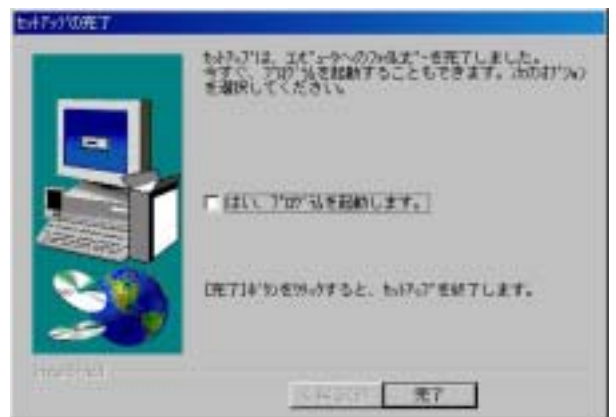 ｾｯﾄｱｯﾌﾟの完了
ｾｯﾄｱｯﾌﾟは、ｺﾝﾋﾟｭｰﾀへのﾌｧｲﾙｺﾋﾟｰを完了しました。
今すぐ、ﾌﾟﾛｸﾞﾗﾑを起動することもできます。次のｵﾌﾟｼｮﾝ
を選択してください。
はい、ﾌﾟﾛｸﾞﾗﾑを起動します。
[完了]ﾎﾞﾀﾝをｸﾘｯｸすると、ｾｯﾄｱｯﾌﾟを終了します。
完了